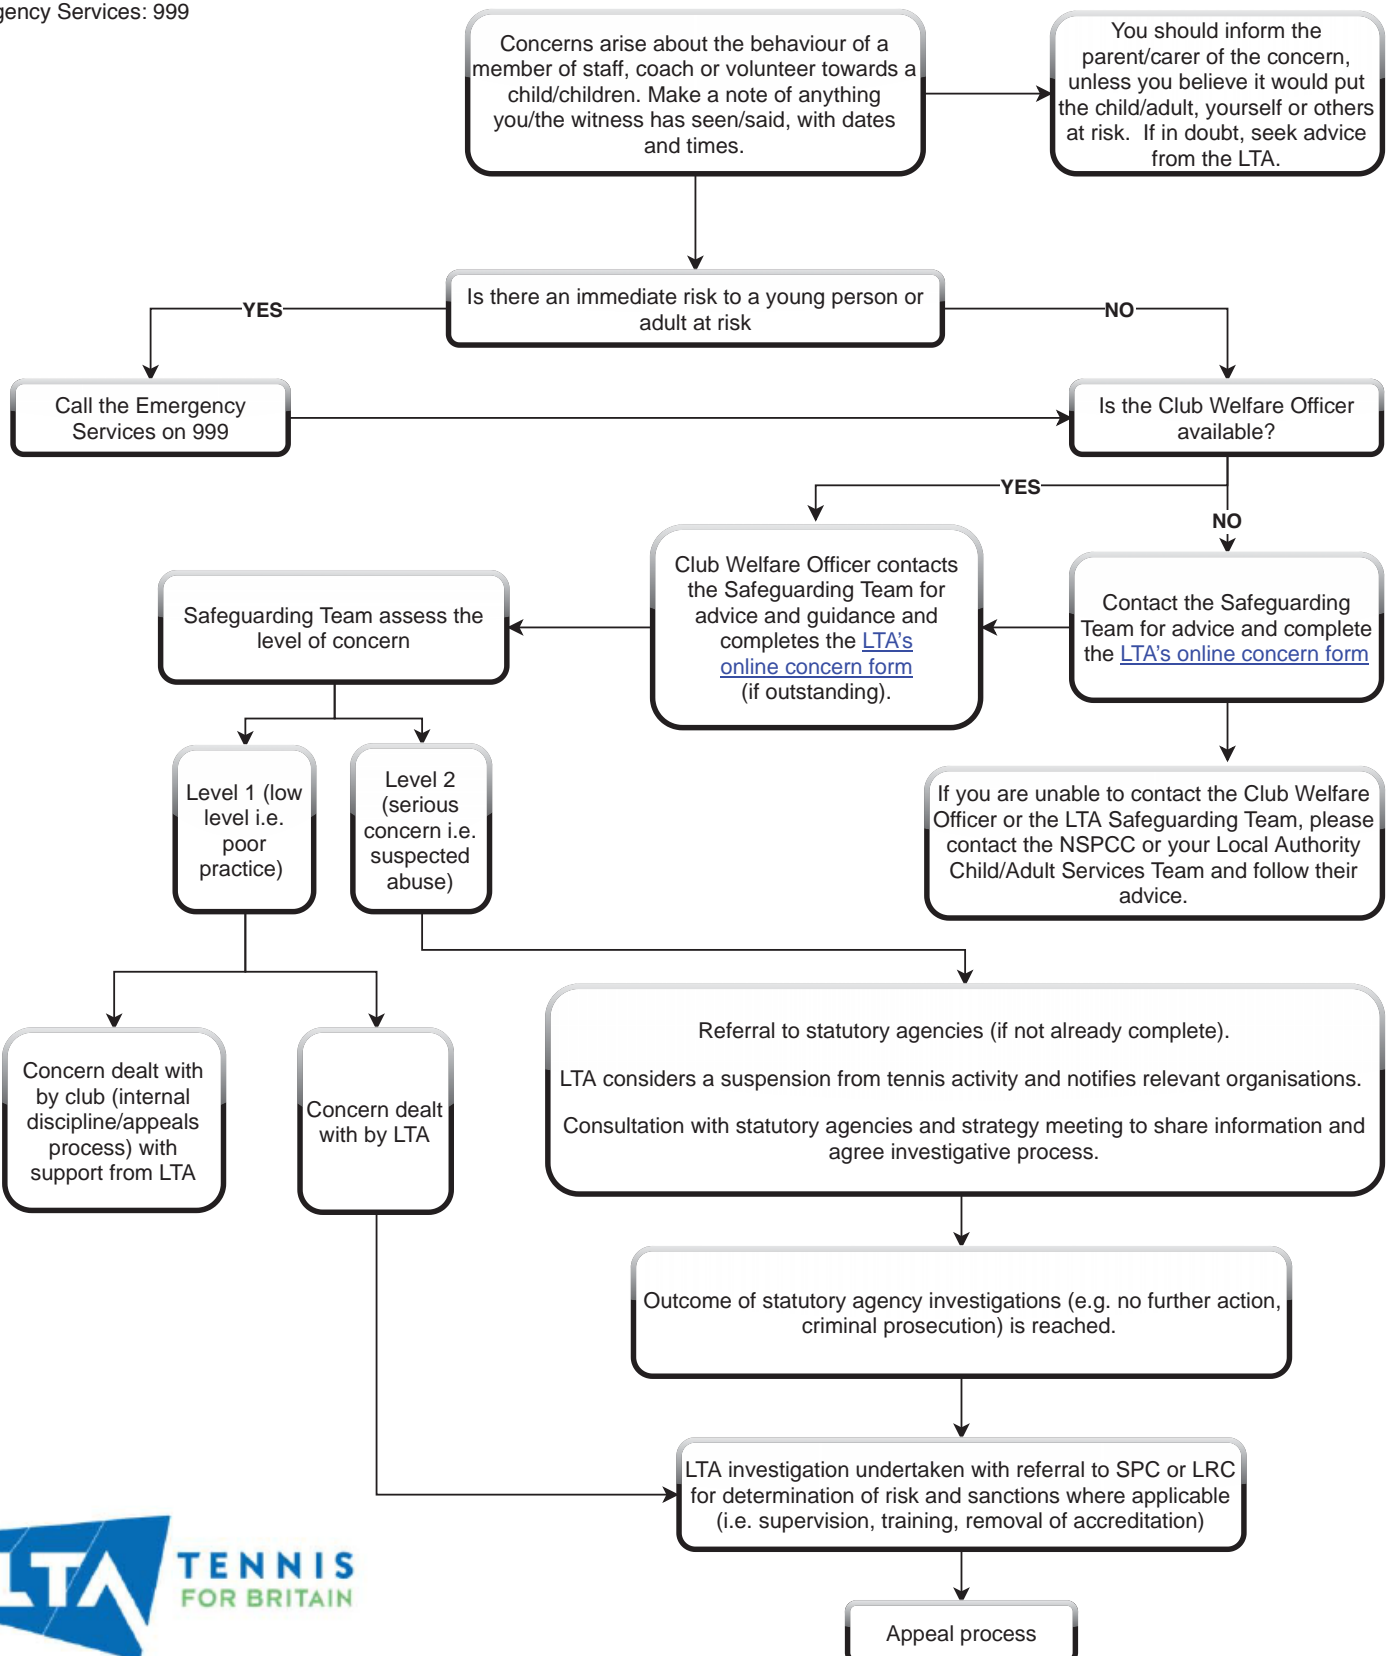 Services: 999
Concerns arise about the behaviour of a
member of staff, coach or volunteer towards a
child/children. Make a note of anything
you/the witness has seen/said, with dates
and times.
You should inform the
parent/carer of the concern,
unless you believe it would put
the child/adult, yourself or others
at risk. If in doubt, seek advice
from the LTA.
Is there an immediate risk to a young person or
adult at risk
YES
NO
Call the Emergency
Services on 999
Is the Club Welfare Officer
available?
YES
NO
Club Welfare Officer contacts
the Safeguarding Team for
advice and guidance and
completes the LTA's
online concern form
(if outstanding).
Contact the Safeguarding
Team for advice and complete
the LTA's online concern form
Safeguarding Team assess the
level of concern
Level 1 (low
level i.e.
poor
practice)
Level 2
(serious
concern i.e.
suspected
abuse)
If you are unable to contact the Club Welfare
Officer or the LTA Safeguarding Team, please
contact the NSPCC or your Local Authority
Child/Adult Services Team and follow their
advice.
Concern dealt with
by club (internal
discipline/appeals
process) with
support from LTA
Concern dealt
with by LTA
Referral to statutory agencies (if not already complete).
LTA considers a suspension from tennis activity and notifies relevant organisations.
Consultation with statutory agencies and strategy meeting to share information and
agree investigative process.
Outcome of statutory agency investigations (e.g. no further action,
criminal prosecution) is reached.
LTA investigation undertaken with referral to SPC or LRC
for determination of risk and sanctions where applicable
(i.e. supervision, training, removal of accreditation)
Appeal process
LTA
TENNIS
FOR BRITAIN